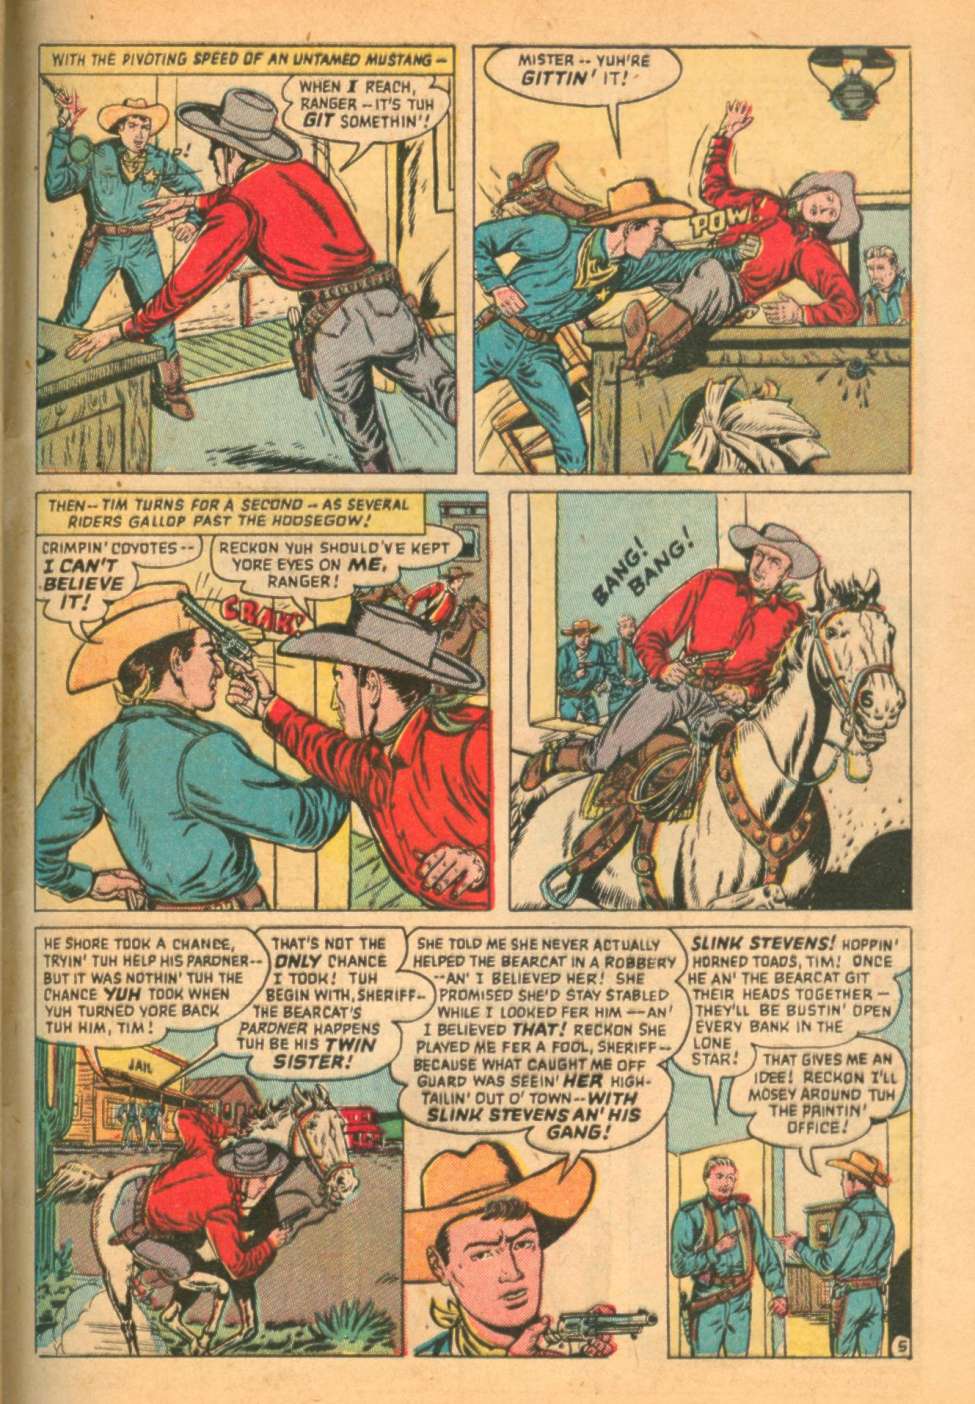 WITH THE PIVOTING SPEED OF AN UNTAMED MUSTANG —
WHEN I REACH,
RANGER — IT'S TUH
GIT SOMETHIN'!
MISTER -- YUH'RE
GITTIN' IT!
POW!
THEN -- TIM TURNS FOR A SECOND -- AS SEVERAL
RIDERS GALLOP PAST THE HOOSEGOW!
CRIMPIN' COYOTES --
I CAN'T
BELIEVE
IT!
RECKON YUH SHOULD'VE KEPT
YORE EYES ON ME,
RANGER!
CRAK!
BANG!
BANG!
HE SHORE TOOK A CHANCE,
TRYIN' TUH HELP HIS PARDNER --
BUT IT WAS NOTHIN' TUH THE
CHANCE YUH TOOK WHEN
YUH TURNED YORE BACK
TUH HIM, TIM!
THAT'S NOT THE
ONLY CHANCE
I TOOK! TUH
BEGIN WITH, SHERIFF --
THE BEARCAT'S
PARDNER HAPPENS
TUH BE HIS TWIN
SISTER!
JAIL
SHE TOLD ME SHE NEVER ACTUALLY
HELPED THE BEARCAT IN A ROBBERY
-- AN' I BELIEVED HER! SHE
PROMISED SHE'D STAY STABLED
WHILE I LOOKED FER HIM -- AN'
I BELIEVED THAT! RECKON SHE
PLAYED ME FER A FOOL, SHERIFF --
BECAUSE WHAT CAUGHT ME OFF
GUARD WAS SEEIN' HER HIGH-
TAILIN' OUT O' TOWN -- WITH
SLINK STEVENS AN' HIS
GANG!
SLINK STEVENS! HOPPIN'
HORNED TOADS, TIM! ONCE
HE AN' THE BEARCAT GIT
THEIR HEADS TOGETHER —
THEY'LL BE BUSTIN' OPEN
EVERY BANK IN THE
LONE
STAR!
THAT GIVES ME AN
IDEE! RECKON I'LL
MOSEY AROUND TUH
THE PAINTIN'
OFFICE!
5